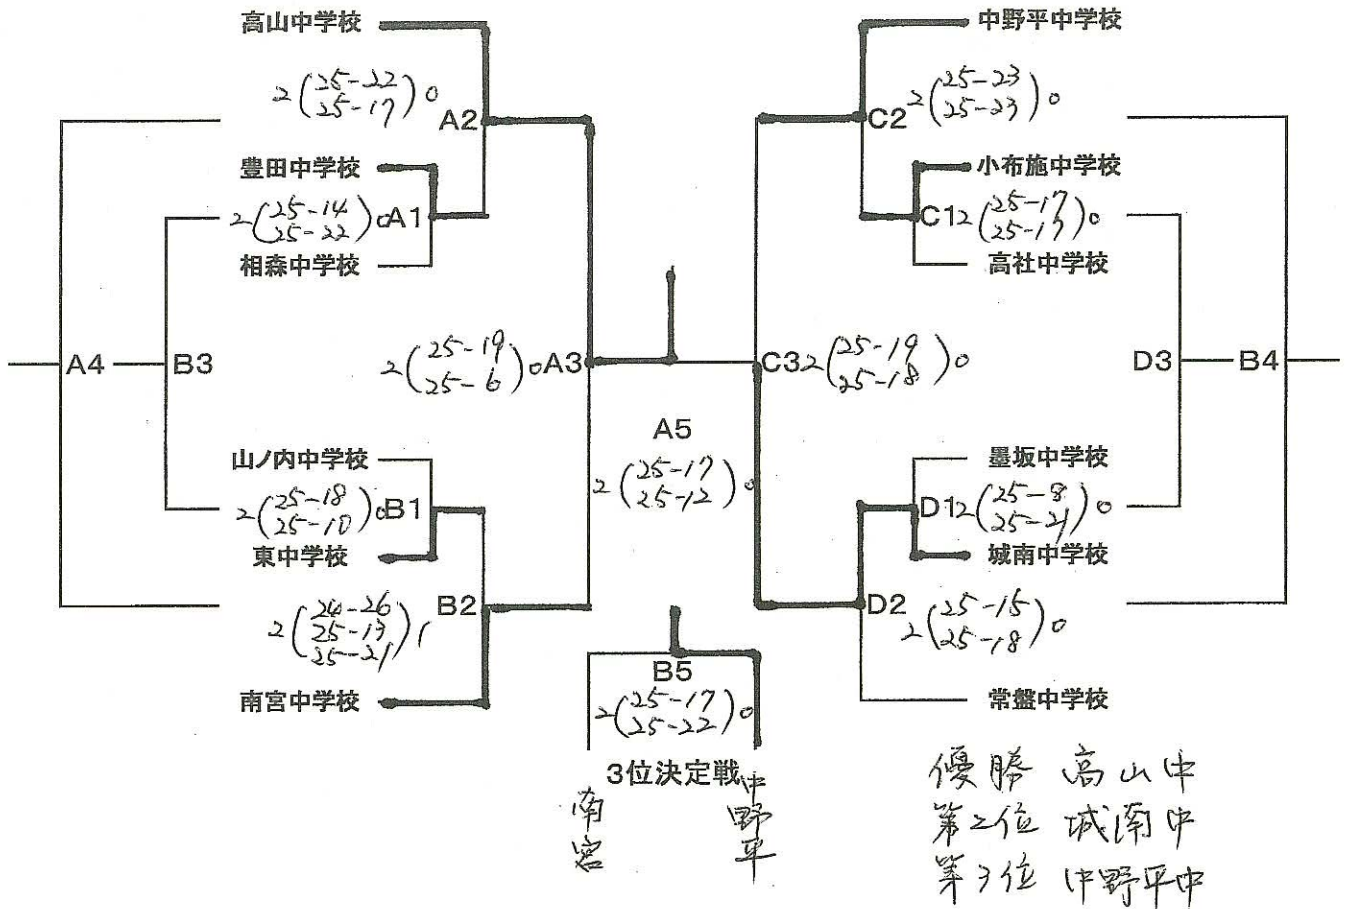 高山中学校
中野平中学校
2(25-22 25-17)0
A2
C2
2(25-23 25-23)0
豊田中学校
小布施中学校
2(25-14 25-22)0
A1
C1
2(25-17 25-17)0
相森中学校
高社中学校
A4
B3
2(25-19 25-6)0
A3
C3
2(25-19 25-18)0
D3
B4
A5
2(25-17 25-12)0
山ノ内中学校
墨坂中学校
2(25-18 25-10)0
B1
D1
2(25-8 25-21)0
東中学校
城南中学校
2(24-26 25-13 25-21)1
B2
D2
2(25-15 25-18)0
南宮中学校
常盤中学校
B5
2(25-17 25-22)0
3位決定戦
南宮
中野平
優勝 高山中
第2位 城南中
第3位 中野平中